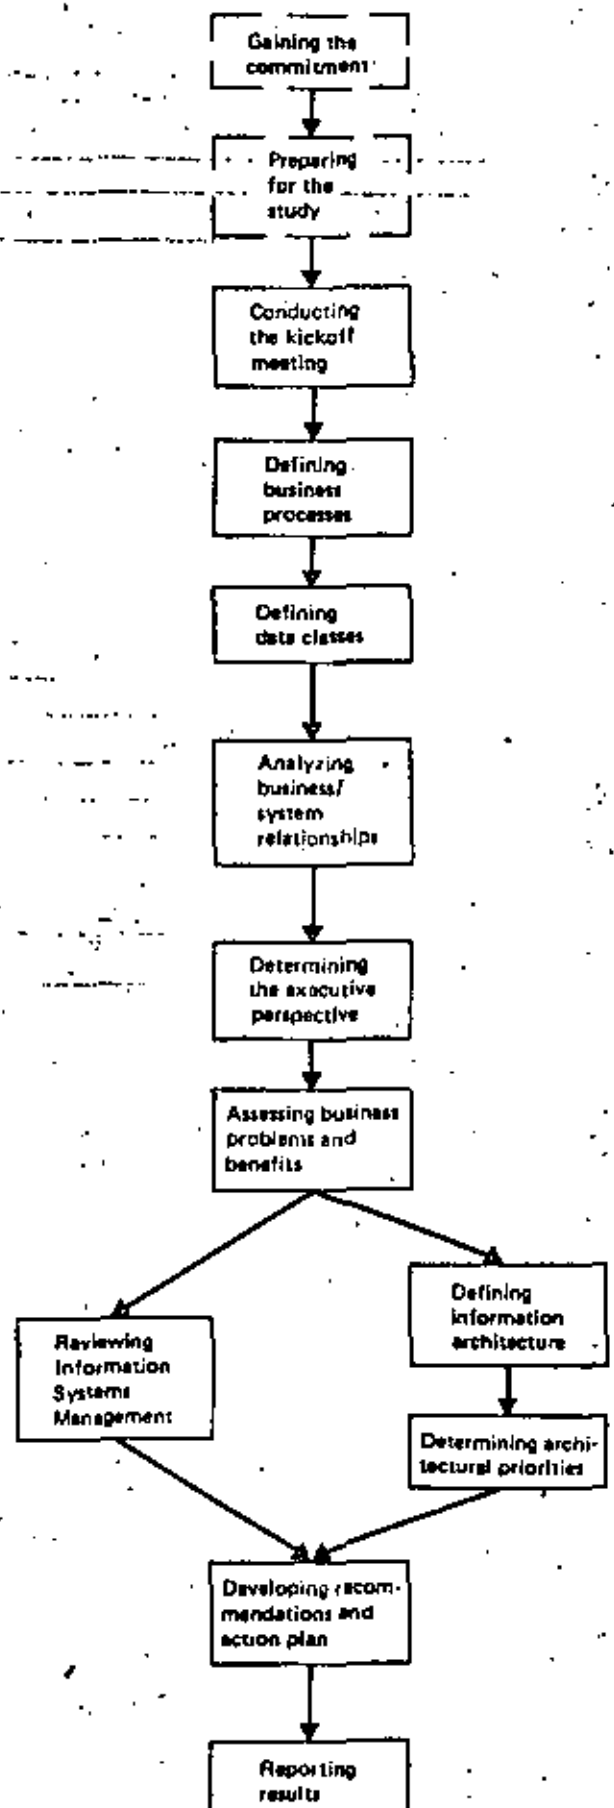 Gaining the
commitment
Preparing
for the
study
Conducting
the kickoff
meeting
Defining
business
processes
Defining
data classes
Analyzing
business/
system
relationships
Determining
the executive
perspective
Assessing business
problems and
benefits
Defining
information
architecture
Reviewing
Information
Systems
Management
Determining archi-
tectural priorities
Developing recom-
mendations and
action plan
Reporting
results